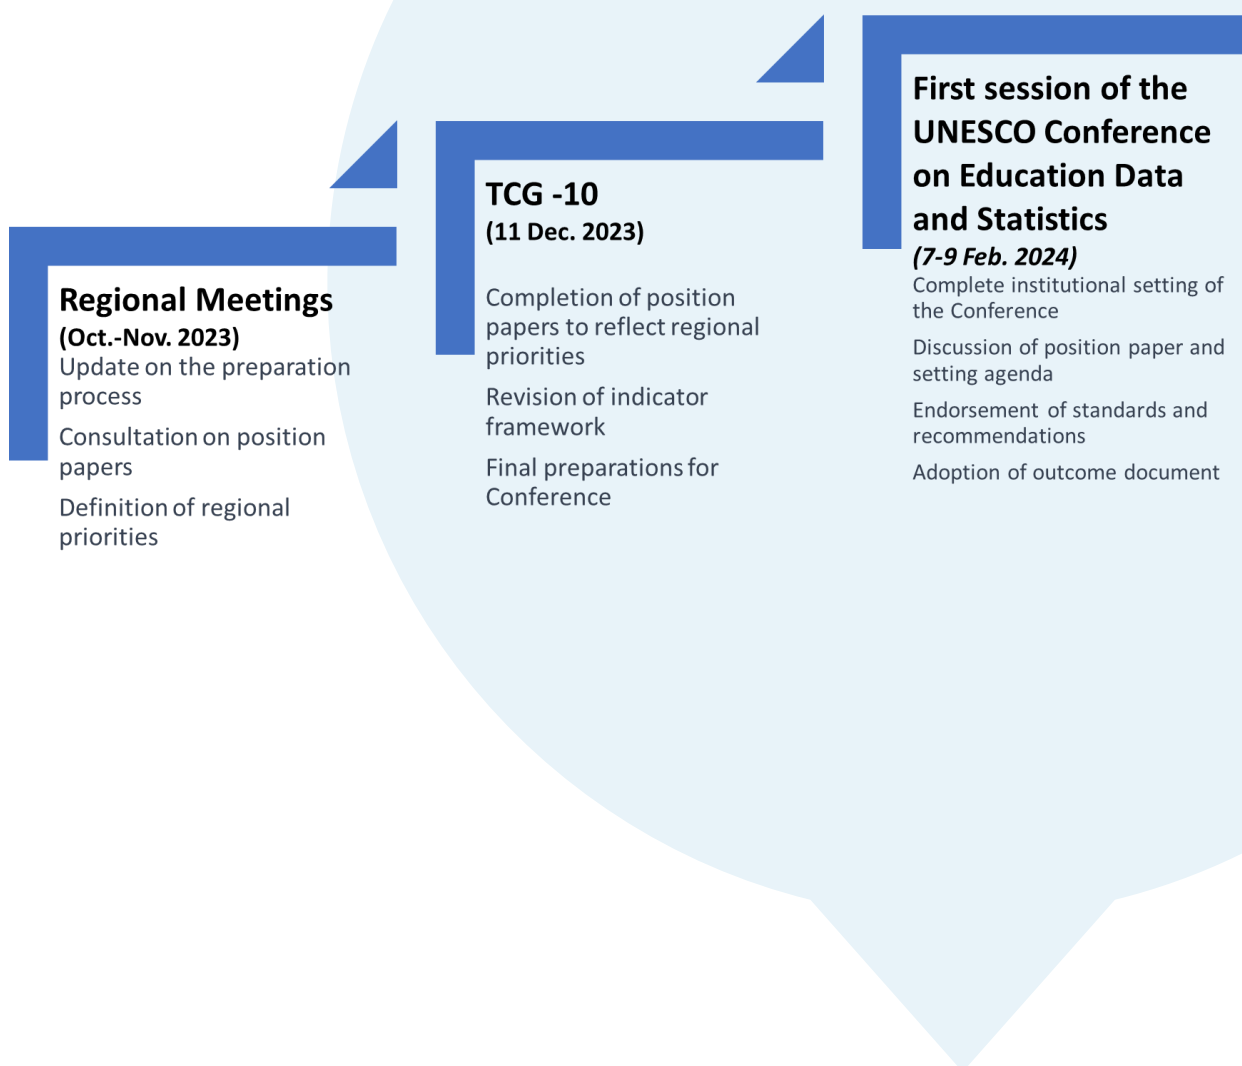 Regional Meetings
(Oct.-Nov. 2023)
Update on the preparation
process
Consultation on position
papers
Definition of regional
priorities
TCG -10
(11 Dec. 2023)
Completion of position
papers to reflect regional
priorities
Revision of indicator
framework
Final preparations for
Conference
First session of the
UNESCO Conference
on Education Data
and Statistics
(7-9 Feb. 2024)
Complete institutional setting of
the Conference
Discussion of position paper and
setting agenda
Endorsement of standards and
recommendations
Adoption of outcome document